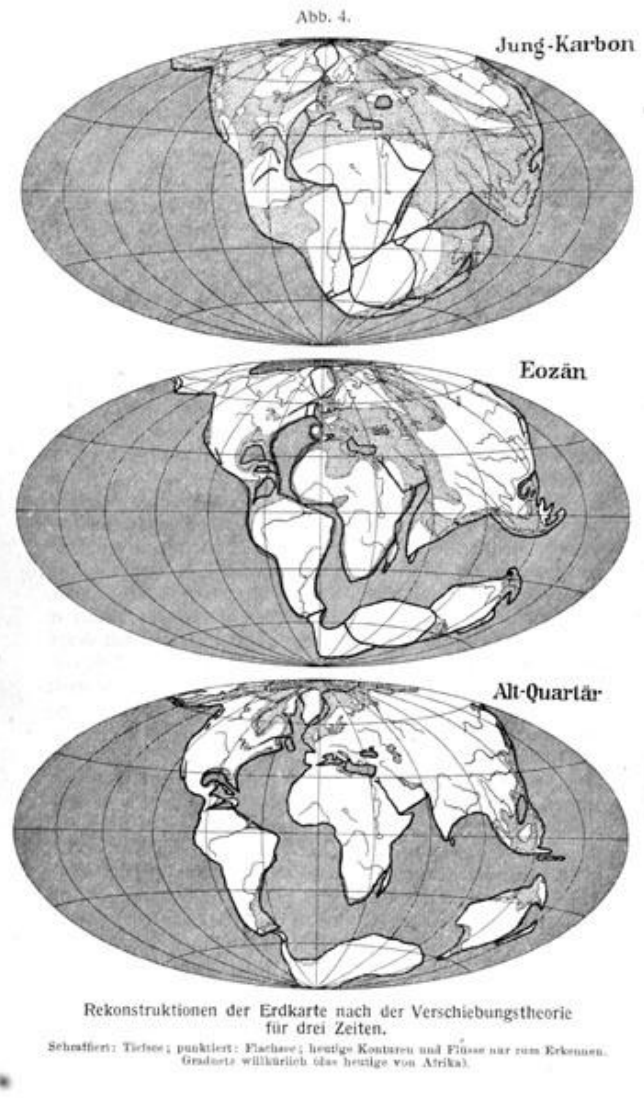 Abb. 4.
Jung-Karbon
Eozän
Alt-Quartär
Rekonstruktionen der Erdkarte nach der Verschiebungstheorie
für drei Zeiten.
Schraffiert: Tiefsee; punktiert: Flachsee; heutige Konturen und Flüsse nur zum Erkennen.
Gradnetz willkürlich (das heutige von Afrika).